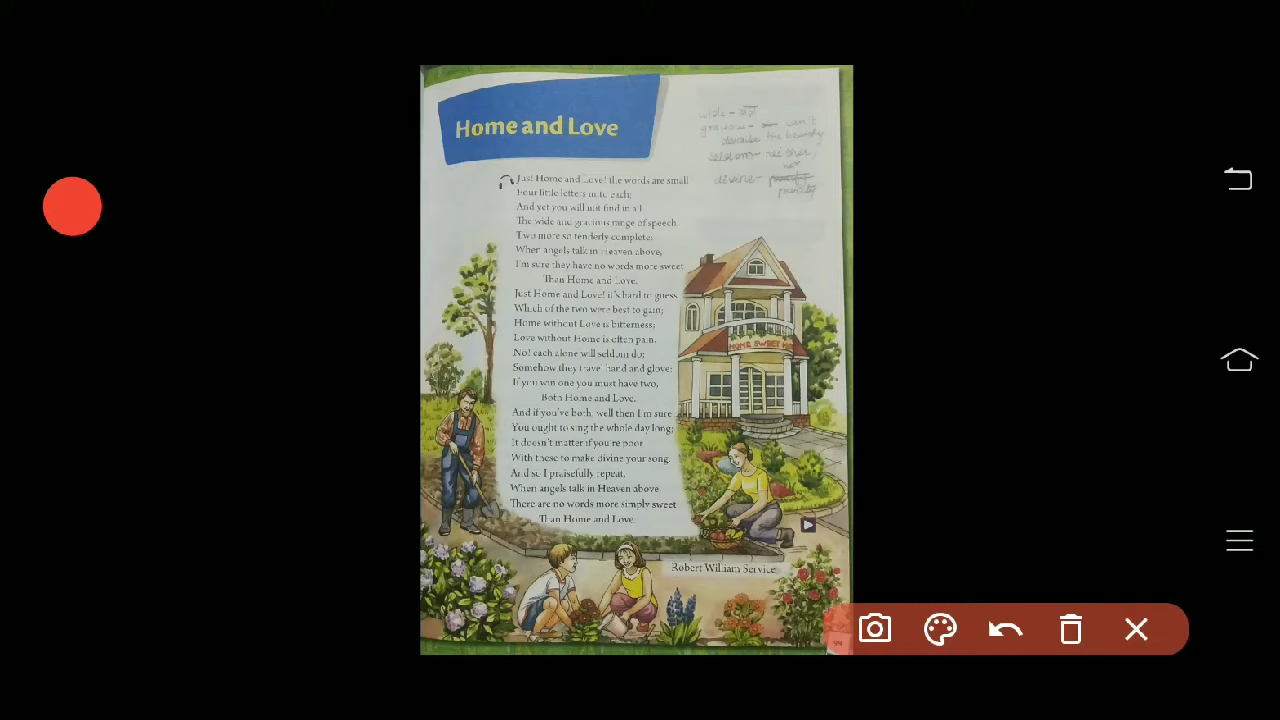 Home and Love
wide -
gracious - can't
describe the beauty
seldom -
devine -
purity
Just Home and Love! the words are small
Four little letters unto each;
And yet you will not find in all
The wide and gracious range of speech
Two more so tenderly complete:
When angels talk in Heaven above,
I'm sure they have no words more sweet
Than Home and Love.
Just Home and Love! it's hard to guess
Which of the two were best to gain;
Home without Love is bitterness;
Love without Home is often pain.
No! each alone will seldom do;
Somehow they travel hand and glove:
If you win one you must have two,
Both Home and Love.
And if you've both, well then I'm sure
You ought to sing the whole day long;
It doesn't matter if you're poor
With these to make divine your song.
And so I praisefully repeat,
When angels talk in Heaven above,
There are no words more simply sweet
Than Home and Love.
HOME SWEET
Robert William Service